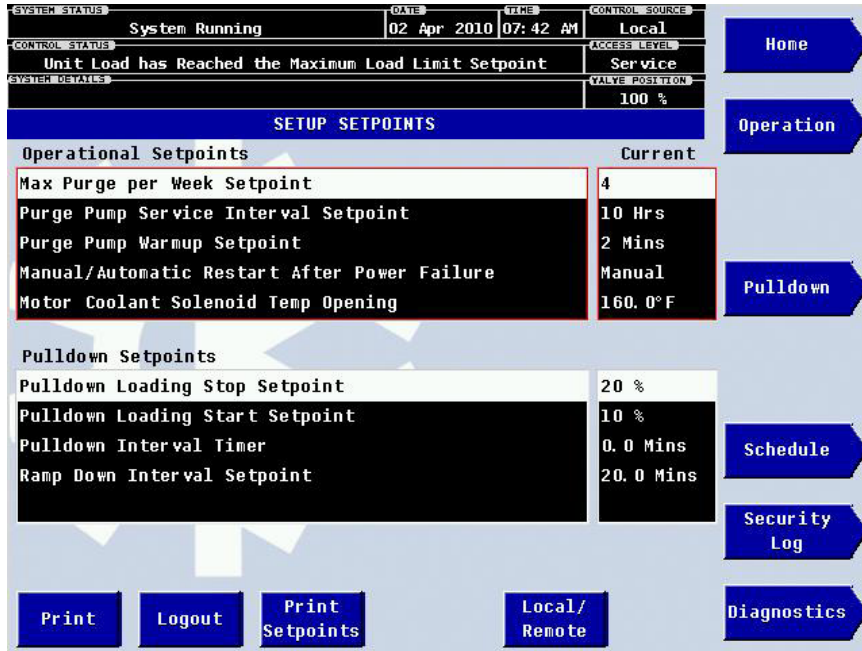 SYSTEM STATUS DATE TIME CONTROL SOURCE
System Running 02 Apr 2010 07:42 AM Local
CONTROL STATUS ACCESS LEVEL
Unit Load has Reached the Maximum Load Limit Setpoint Service
SYSTEM DETAILS VALVE POSITION
100 %
Home
SETUP SETPOINTS
Operation
Operational Setpoints Current
Max Purge per Week Setpoint 4
Purge Pump Service Interval Setpoint 10 Hrs
Purge Pump Warmup Setpoint 2 Mins
Manual/Automatic Restart After Power Failure Manual
Motor Coolant Solenoid Temp Opening 160.0°F
Pulldown
Pulldown Setpoints
Pulldown Loading Stop Setpoint 20 %
Pulldown Loading Start Setpoint 10 %
Pulldown Interval Timer 0.0 Mins
Ramp Down Interval Setpoint 20.0 Mins
Schedule
Security
Log
Print
Logout
Print
Setpoints
Local/
Remote
Diagnostics